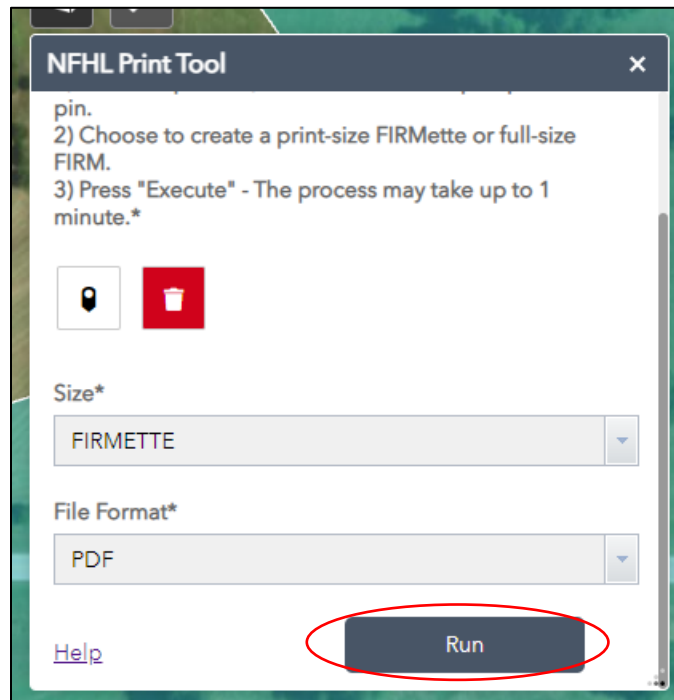 NFHL Print Tool
pin.
2) Choose to create a print-size FIRMette or full-size
FIRM.
3) Press "Execute" - The process may take up to 1
minute.*
Size*
FIRMETTE
File Format*
PDF
Help
Run